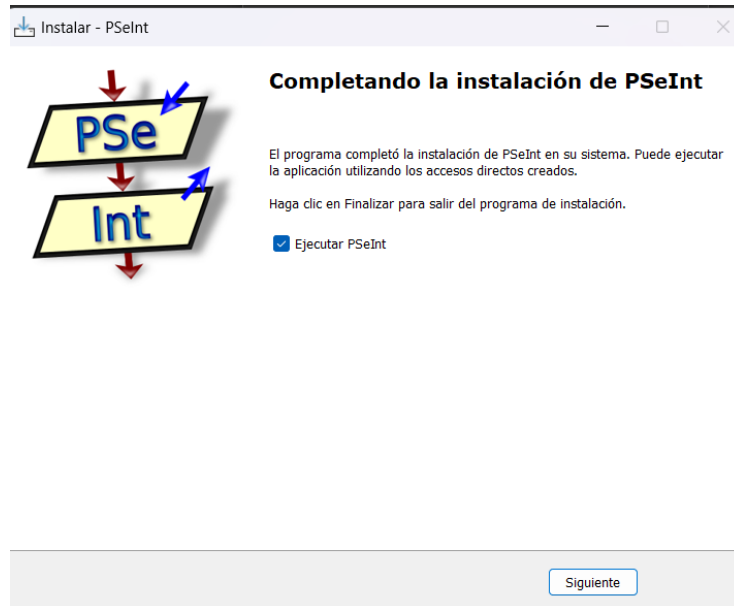 Instalar - PSeInt
PSe
Int
Completando la instalación de PSeInt
El programa completó la instalación de PSeInt en su sistema. Puede ejecutar
la aplicación utilizando los accesos directos creados.
Haga clic en Finalizar para salir del programa de instalación.
Ejecutar PSeInt
Siguiente